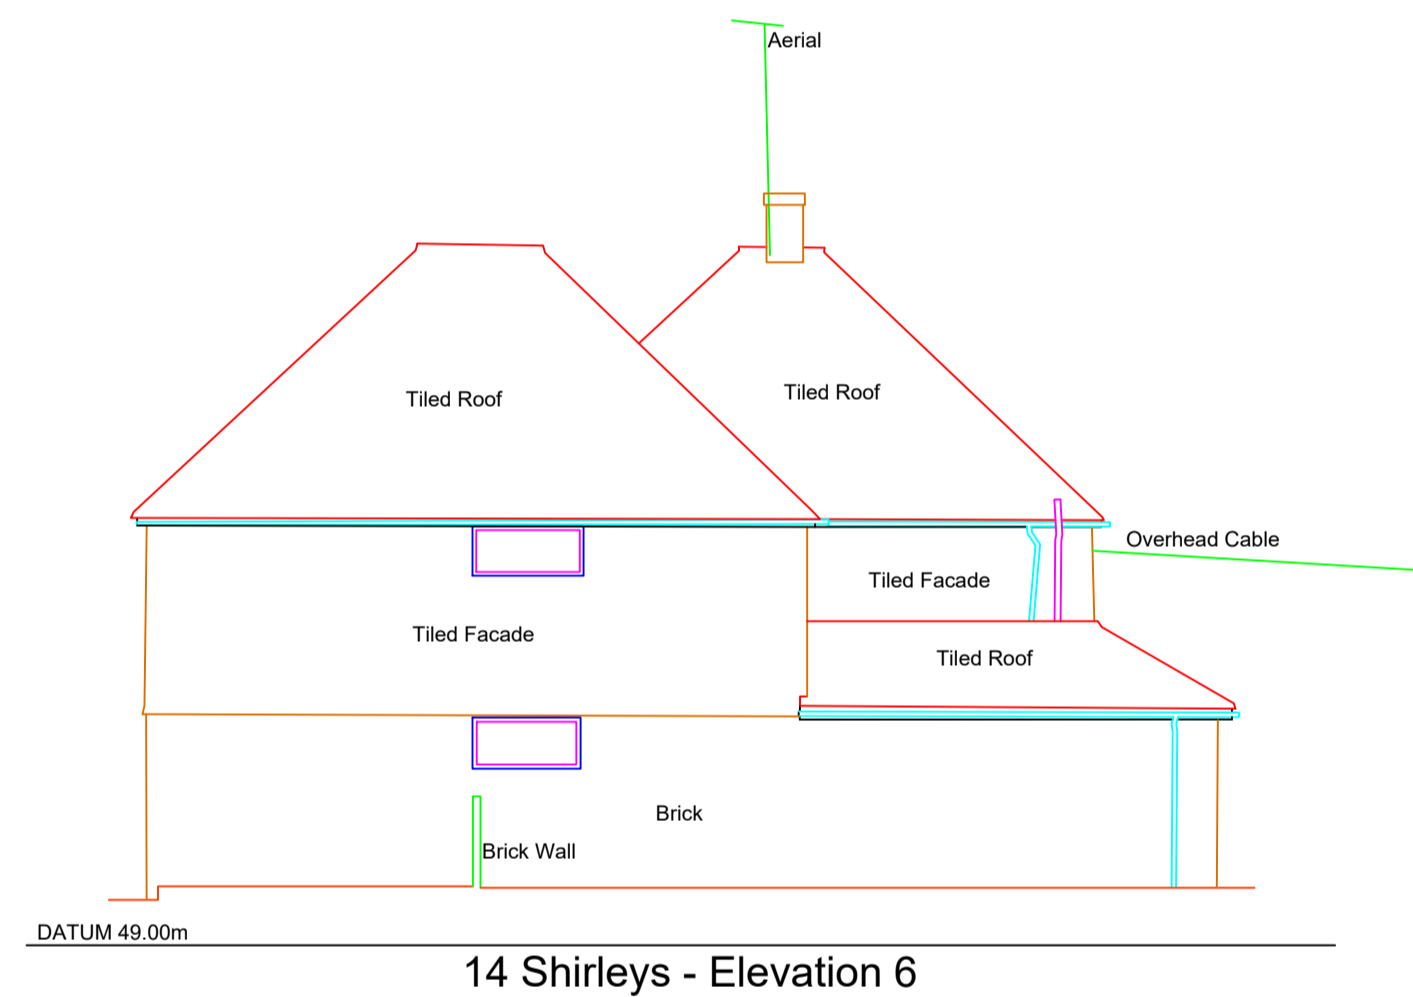 Aerial
Tiled Roof
Tiled Roof
Overhead Cable
Tiled Facade
Tiled Facade
Tiled Roof
Brick
Brick Wall
DATUM 49.00m
14 Shirleys - Elevation 6